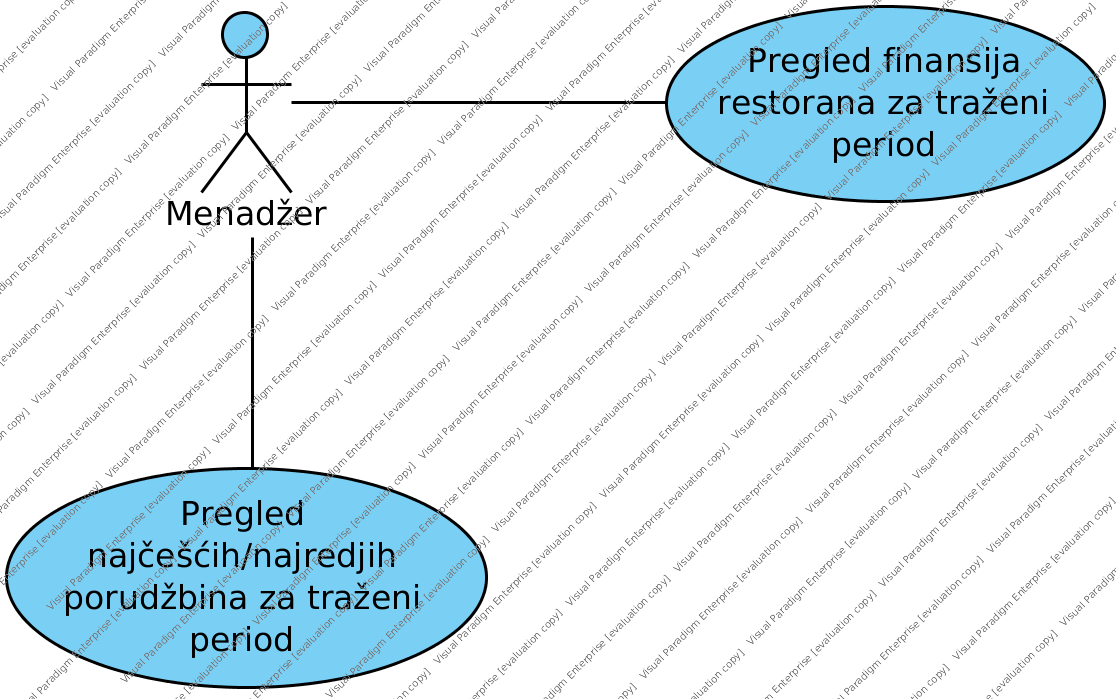 Pregled finansija
restorana za traženi
period
Menadžer
Pregled
najčešćih/najredjih
porudžbina za traženi
period
Visual Paradigm Enterprise [evaluation copy]